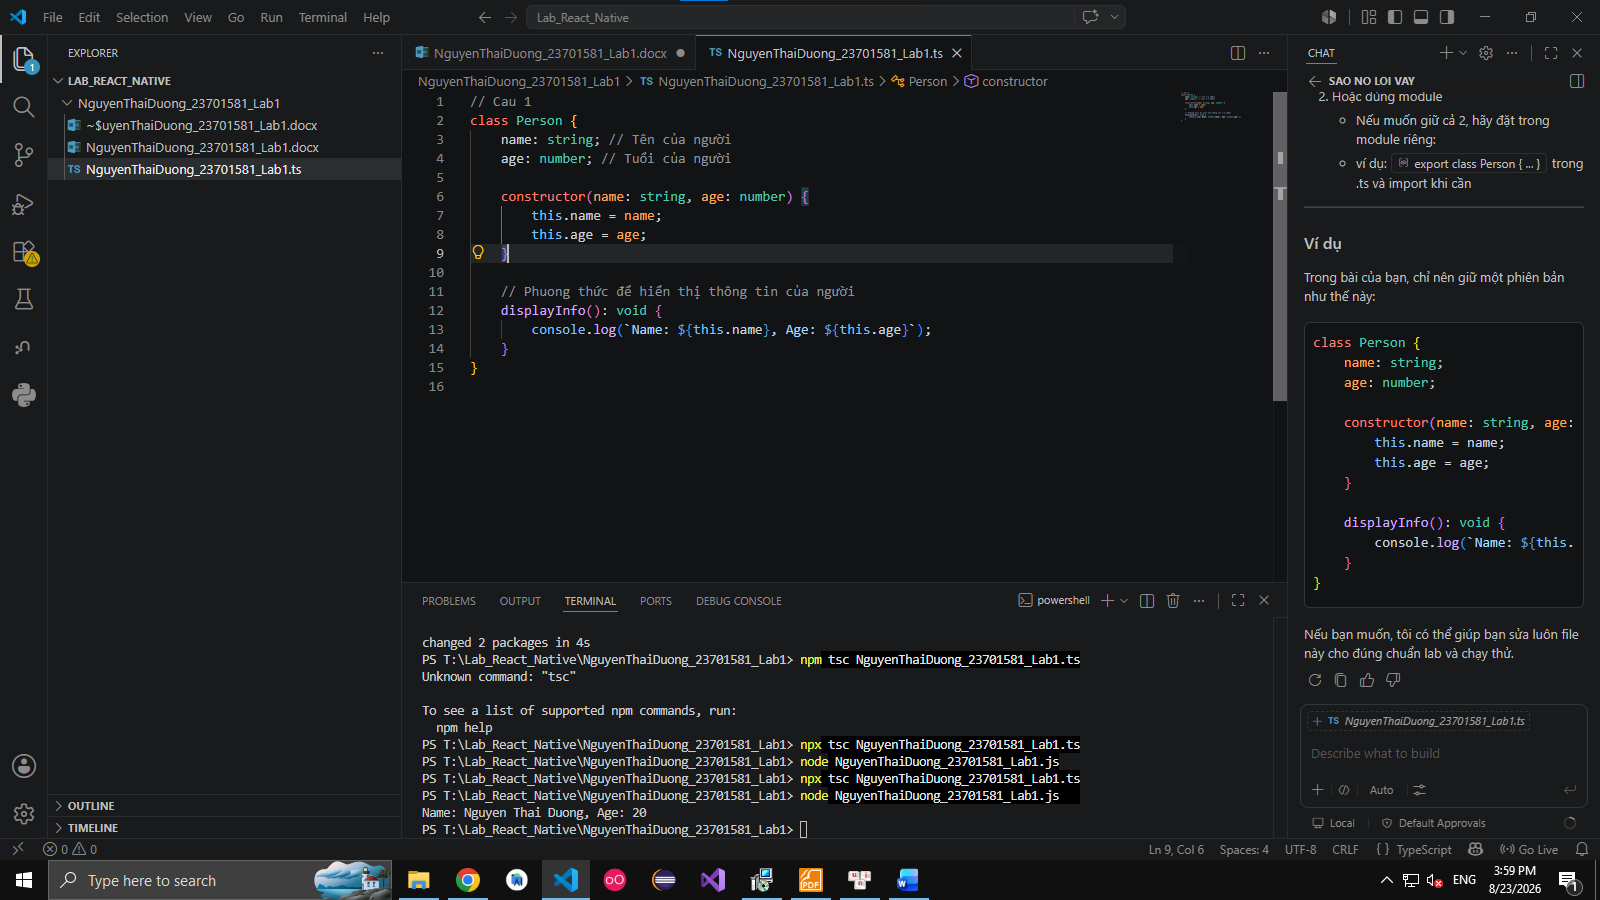 File Edit Selection View Go Run Terminal Help
Lab_React_Native
EXPLORER
LAB_REACT_NATIVE
NguyenThaiDuong_23701581_Lab1
~$uyenThaiDuong_23701581_Lab1.docx
NguyenThaiDuong_23701581_Lab1.docx
TS NguyenThaiDuong_23701581_Lab1.ts
OUTLINE
TIMELINE
1
NguyenThaiDuong_23701581_Lab1.docx
TS NguyenThaiDuong_23701581_Lab1.ts
NguyenThaiDuong_23701581_Lab1 > TS NguyenThaiDuong_23701581_Lab1.ts > Person > constructor
1 // Cau 1
2 class Person {
3 name: string; // Tên của người
4 age: number; // Tuổi của người
5
6 constructor(name: string, age: number) {
7 this.name = name;
8 this.age = age;
9 }
10
11 // Phuong thức để hiển thị thông tin của người
12 displayInfo(): void {
13 console.log(`Name: ${this.name}, Age: ${this.age}`);
14 }
15 }
16
PROBLEMS OUTPUT TERMINAL PORTS DEBUG CONSOLE
powershell
changed 2 packages in 4s
PS T:\Lab_React_Native\NguyenThaiDuong_23701581_Lab1> npm tsc NguyenThaiDuong_23701581_Lab1.ts
Unknown command: "tsc"
To see a list of supported npm commands, run:
npm help
PS T:\Lab_React_Native\NguyenThaiDuong_23701581_Lab1> npx tsc NguyenThaiDuong_23701581_Lab1.ts
PS T:\Lab_React_Native\NguyenThaiDuong_23701581_Lab1> node NguyenThaiDuong_23701581_Lab1.js
PS T:\Lab_React_Native\NguyenThaiDuong_23701581_Lab1> npx tsc NguyenThaiDuong_23701581_Lab1.ts
PS T:\Lab_React_Native\NguyenThaiDuong_23701581_Lab1> node NguyenThaiDuong_23701581_Lab1.js
Name: Nguyen Thai Duong, Age: 20
PS T:\Lab_React_Native\NguyenThaiDuong_23701581_Lab1>
CHAT
SAO NO LOI VAY
2. Hoặc dùng module
Nếu muốn giữ cả 2, hãy đặt trong
module riêng:
ví dụ: export class Person { ... } trong
.ts và import khi cần
Ví dụ
Trong bài của bạn, chỉ nên giữ một phiên bản
như thế này:
class Person {
name: string;
age: number;
constructor(name: string, age:
this.name = name;
this.age = age;
}
displayInfo(): void {
console.log(`Name: ${this.
}
}
Nếu bạn muốn, tôi có thể giúp bạn sửa luôn file
này cho đúng chuẩn lab và chạy thử.
TS NguyenThaiDuong_23701581_Lab1.ts
Describe what to build
Auto
Local Default Approvals
0 0
Ln 9, Col 6 Spaces: 4 UTF-8 CRLF { } TypeScript Go Live
Type here to search
PDF
ENG
3:59 PM
8/23/2026
1